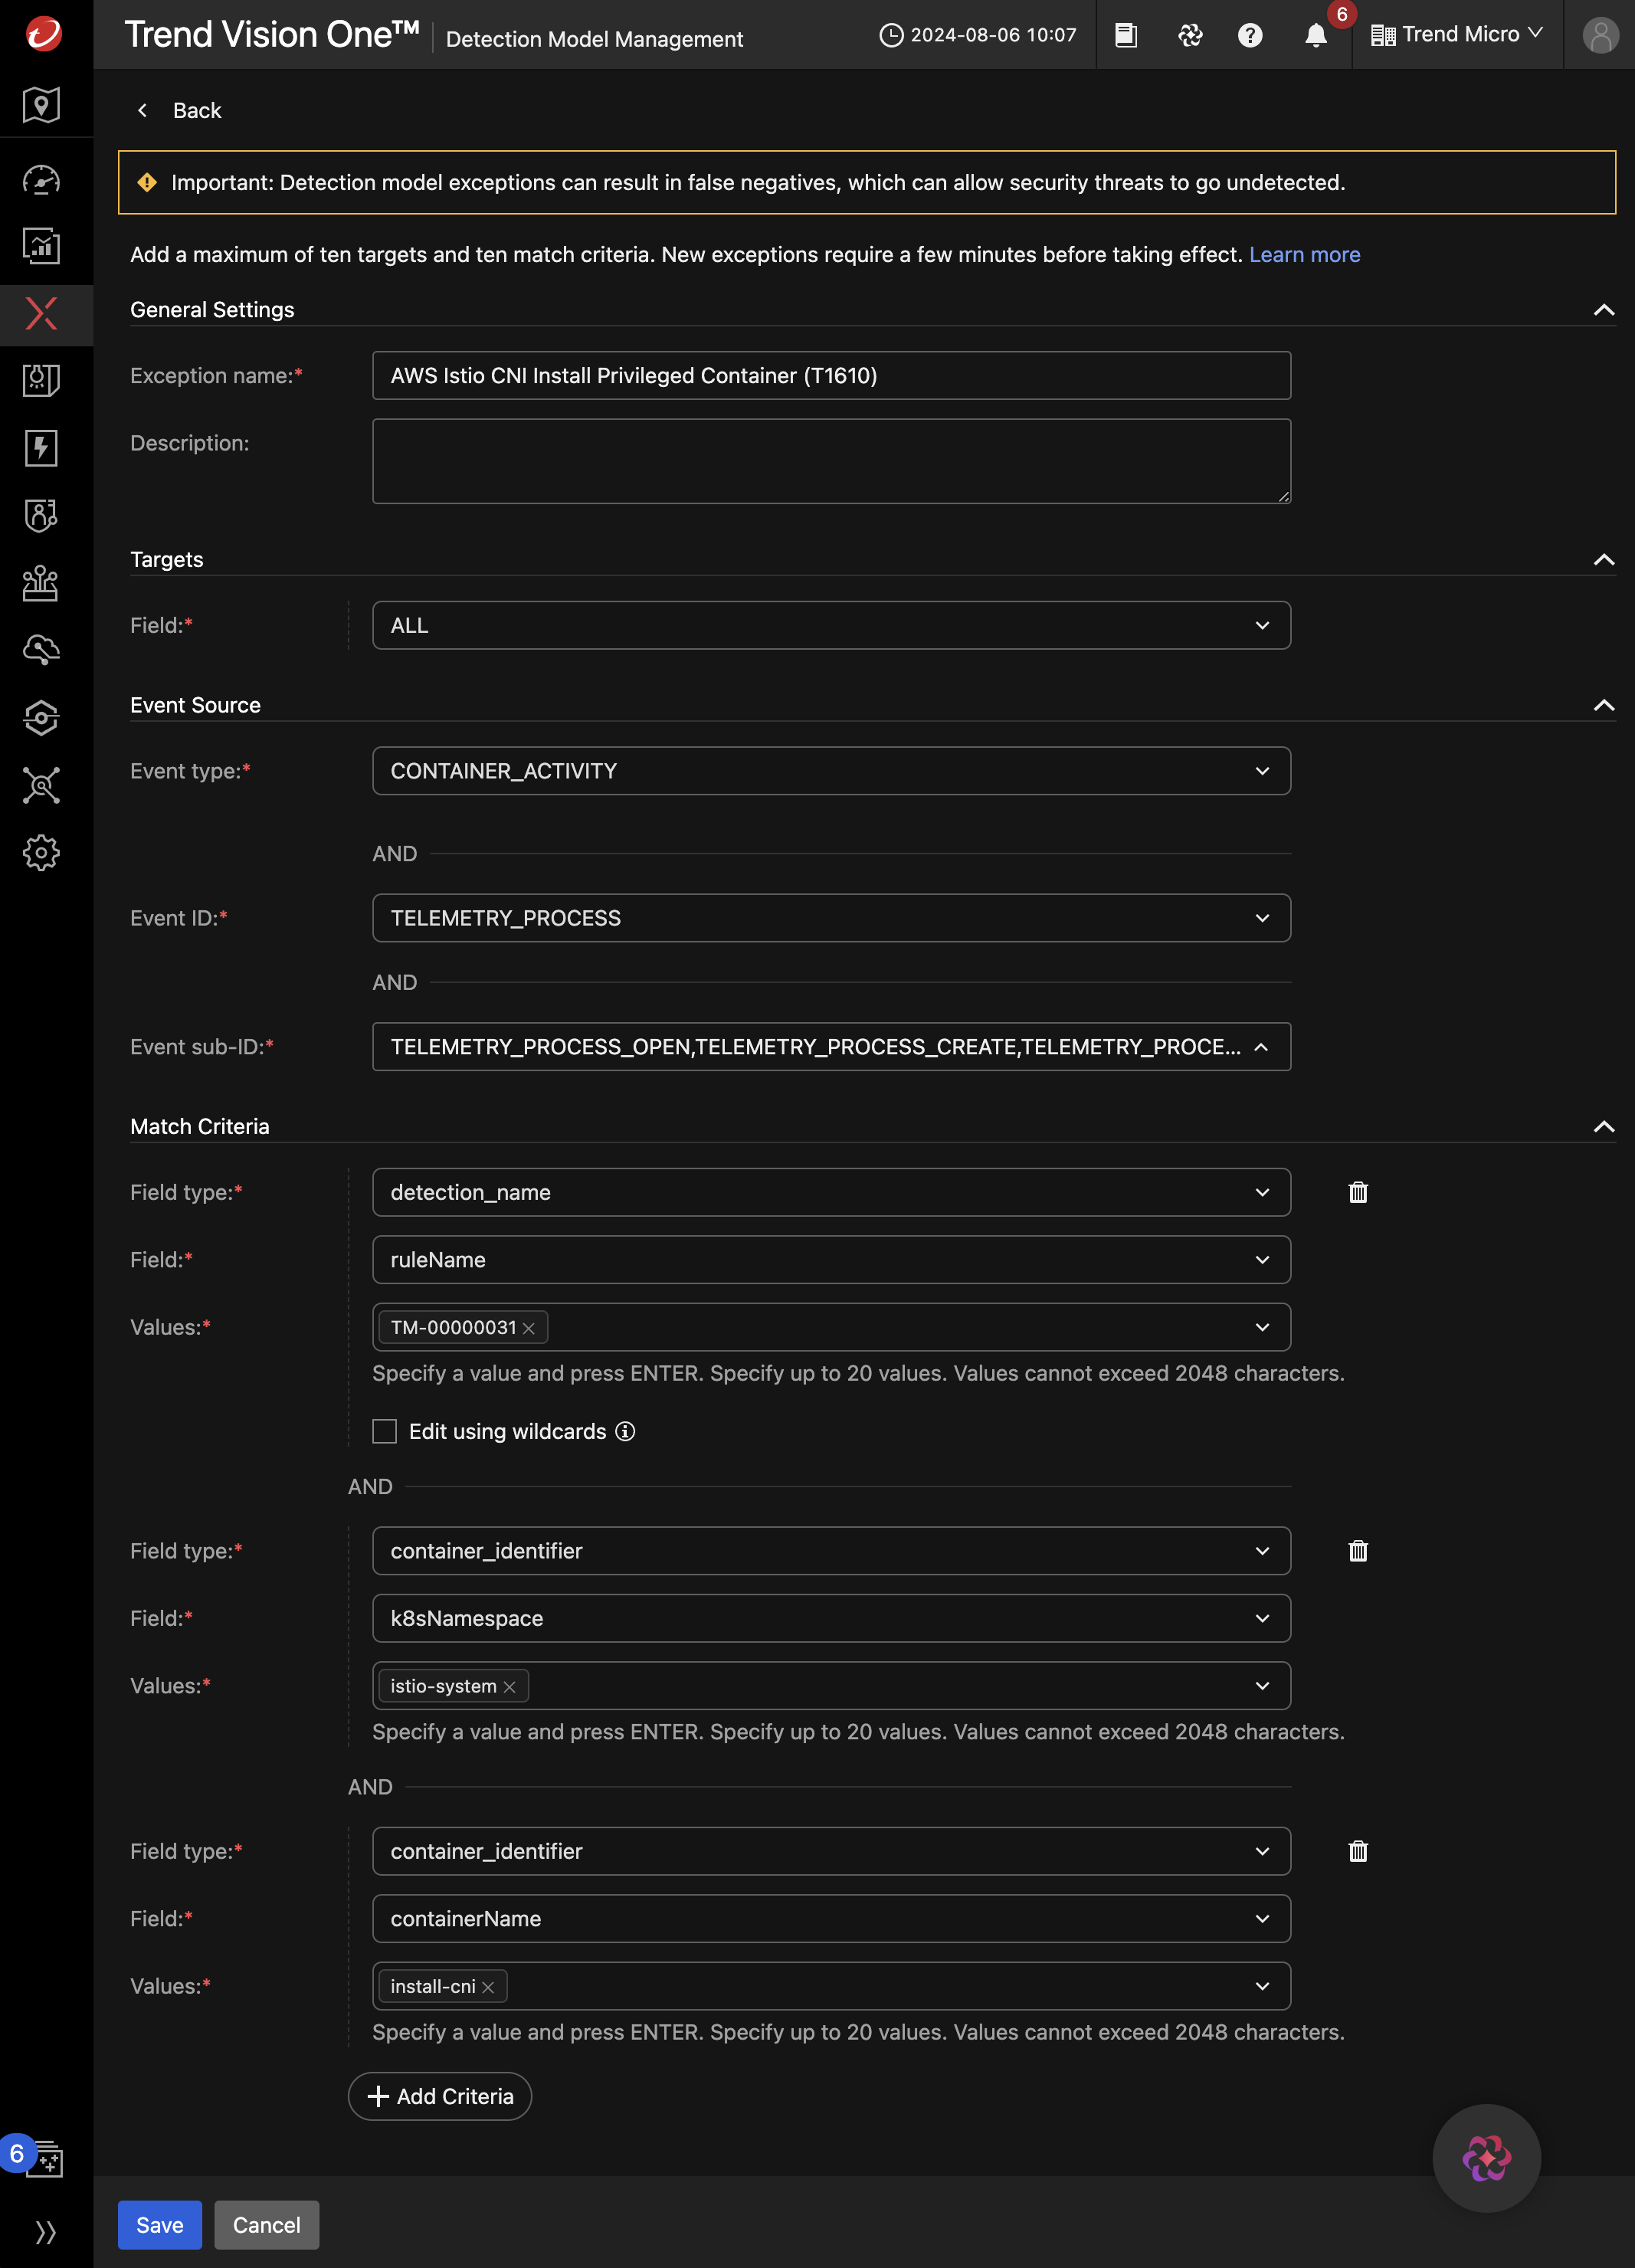 Trend Vision One™ Detection Model Management 2024-08-06 10:07 6 Trend Micro
Back
Important: Detection model exceptions can result in false negatives, which can allow security threats to go undetected.
Add a maximum of ten targets and ten match criteria. New exceptions require a few minutes before taking effect. Learn more
General Settings
Exception name:* AWS Istio CNI Install Privileged Container (T1610)
Description:
Targets
Field:* ALL
Event Source
Event type:* CONTAINER_ACTIVITY
AND
Event ID:* TELEMETRY_PROCESS
AND
Event sub-ID:* TELEMETRY_PROCESS_OPEN,TELEMETRY_PROCESS_CREATE,TELEMETRY_PROCE...
Match Criteria
Field type:* detection_name
Field:* ruleName
Values:* TM-00000031
Specify a value and press ENTER. Specify up to 20 values. Values cannot exceed 2048 characters.
Edit using wildcards
AND
Field type:* container_identifier
Field:* k8sNamespace
Values:* istio-system
Specify a value and press ENTER. Specify up to 20 values. Values cannot exceed 2048 characters.
AND
Field type:* container_identifier
Field:* containerName
Values:* install-cni
Specify a value and press ENTER. Specify up to 20 values. Values cannot exceed 2048 characters.
Add Criteria
6
Save Cancel